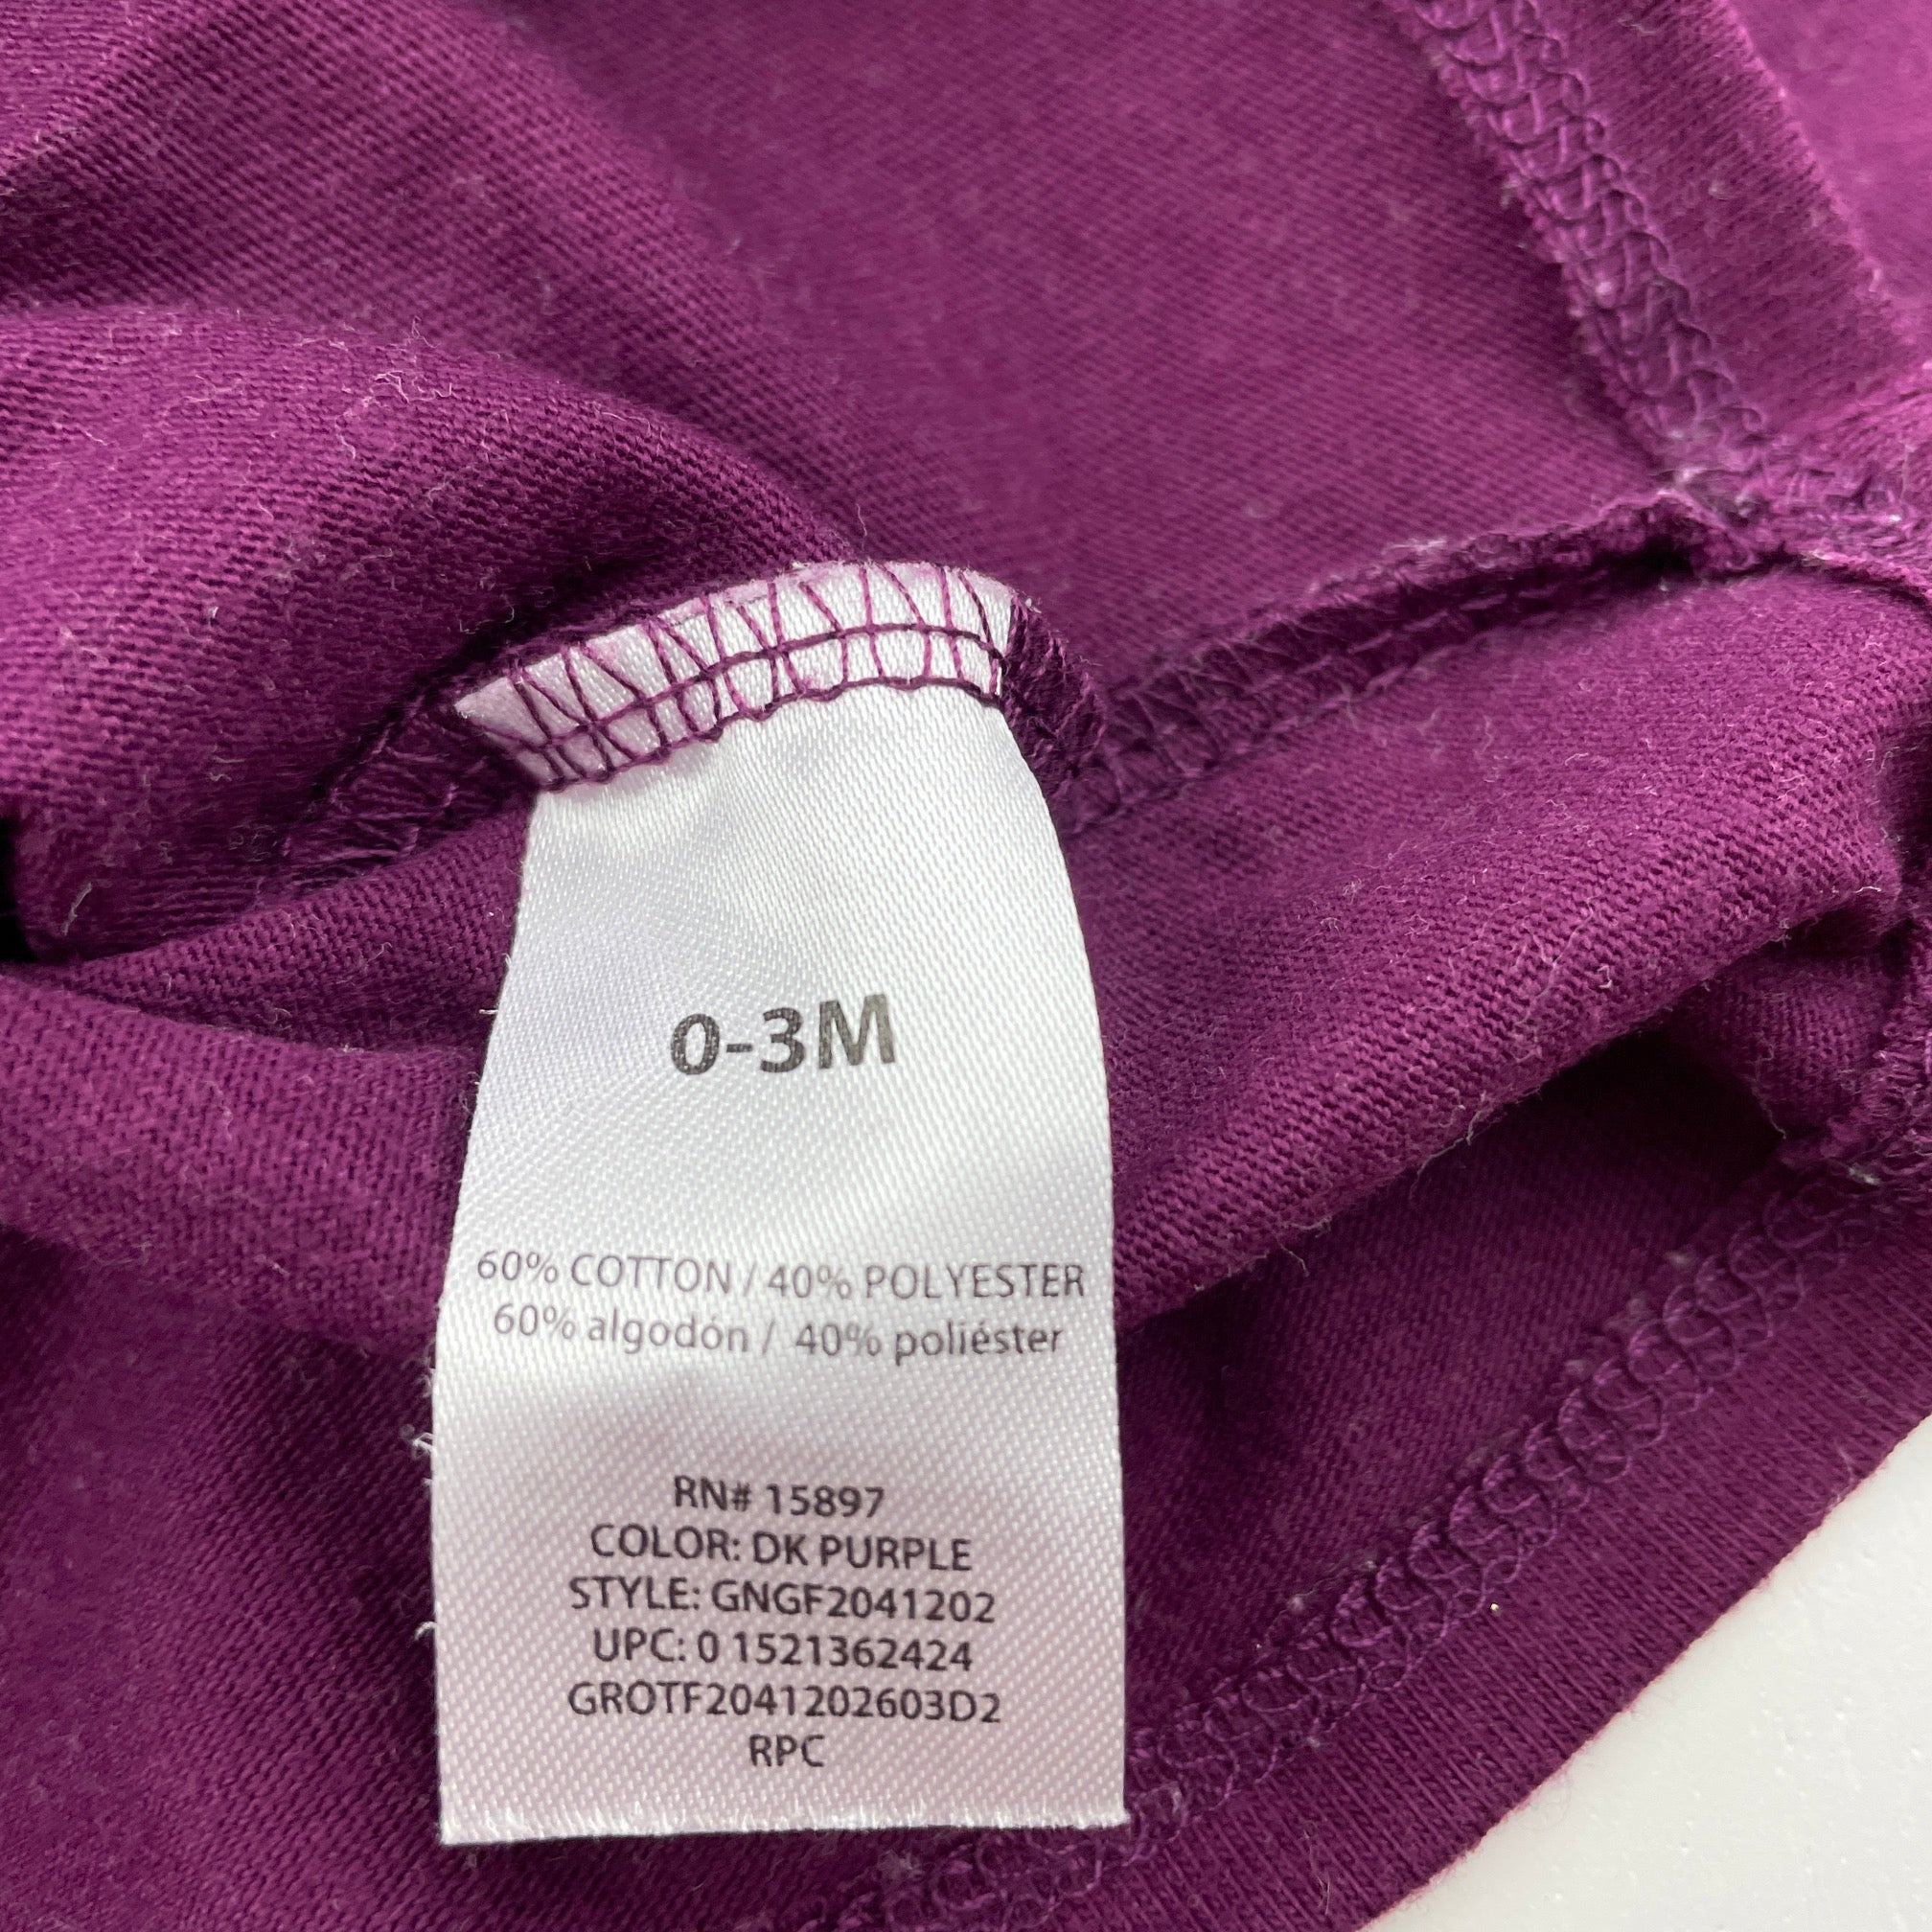 0-3M
60% COTTON / 40% POLYESTER
60% algodón / 40% poliéster
RN# 15897
COLOR: DK PURPLE
STYLE: GNGF2041202
UPC: 0 1521362424
GROTF2041202603D2
RPC